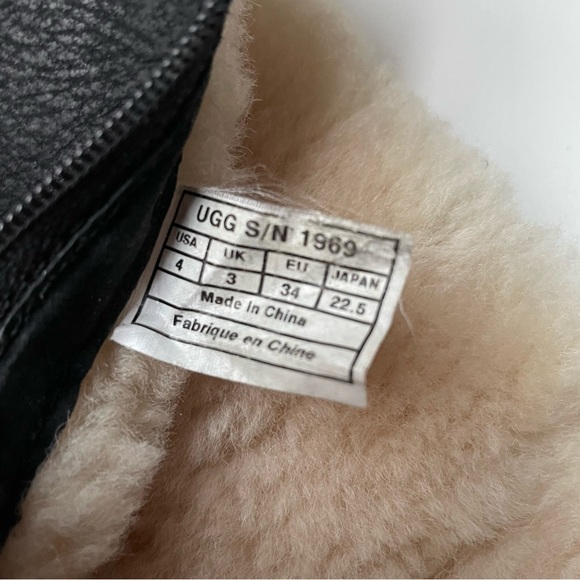 UGG S/N 1969
USA UK EU JAPAN
4 3 34 22.5
Made in China
Fabrique en Chine